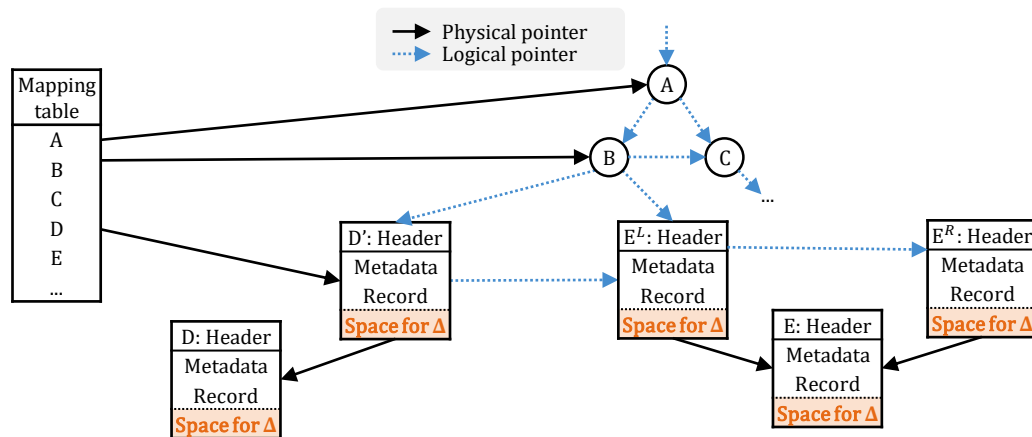 Physical pointer
Logical pointer
Mapping
table
A
B
C
D
E
...
A
B
C
...
D’: Header
Metadata
Record
Space for Δ
E^L: Header
Metadata
Record
Space for Δ
E^R: Header
Metadata
Record
Space for Δ
D: Header
Metadata
Record
Space for Δ
E: Header
Metadata
Record
Space for Δ